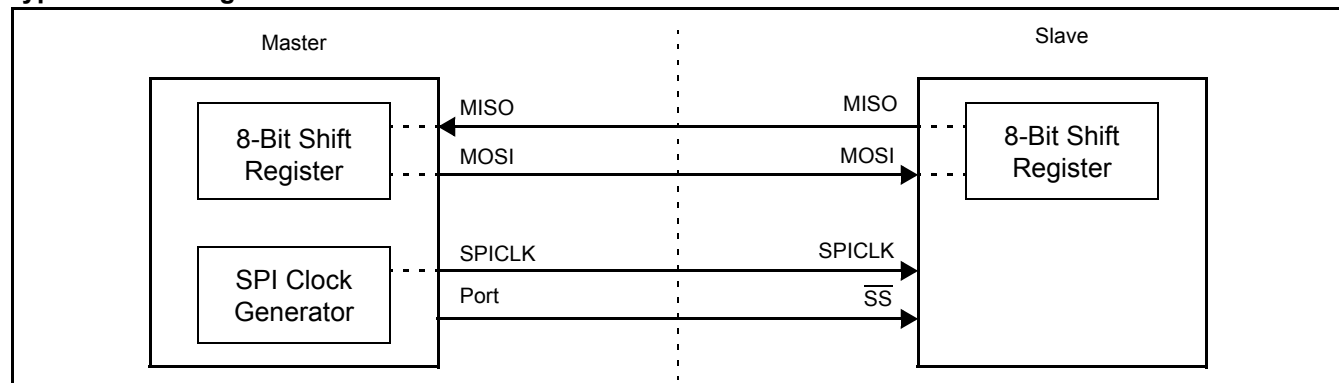 Master
Slave
MISO
MISO
8-Bit Shift
Register
8-Bit Shift
Register
MOSI
MOSI
SPICLK
SPICLK
SPI Clock
Generator
Port
SS